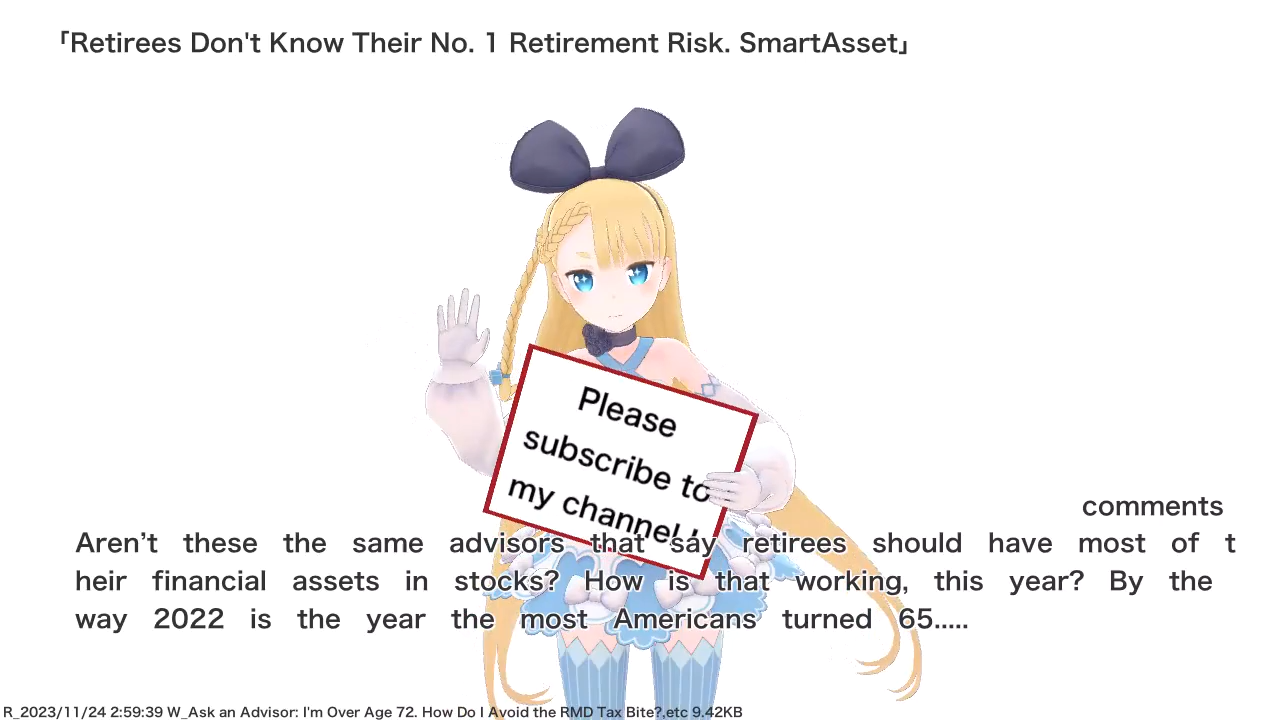 「Retirees Don't Know Their No. 1 Retirement Risk. SmartAsset」
Please
subscribe to
my channel !
comments
Aren’t these the same advisors that say retirees should have most of t
heir financial assets in stocks? How is that working, this year? By the
way 2022 is the year the most Americans turned 65.....
R_2023/11/24 2:59:39 W_Ask an Advisor: I'm Over Age 72. How Do I Avoid the RMD Tax Bite?,etc 9.42KB